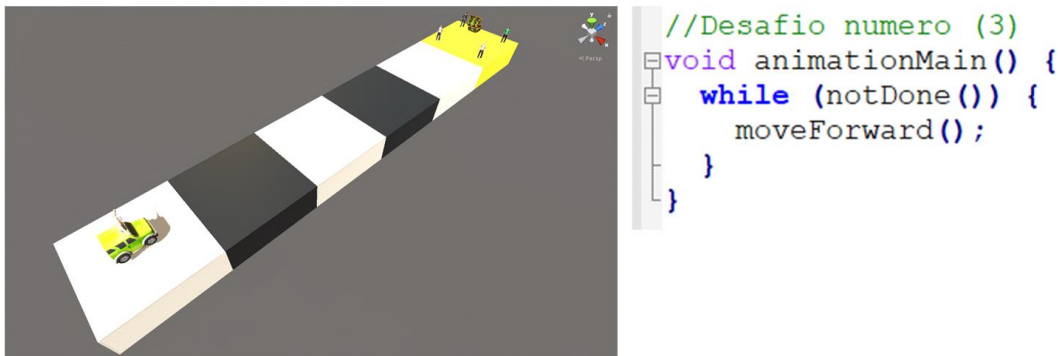 //Desafio numero (3)
void animationMain() {
while (notDone()) {
moveForward();
}
}